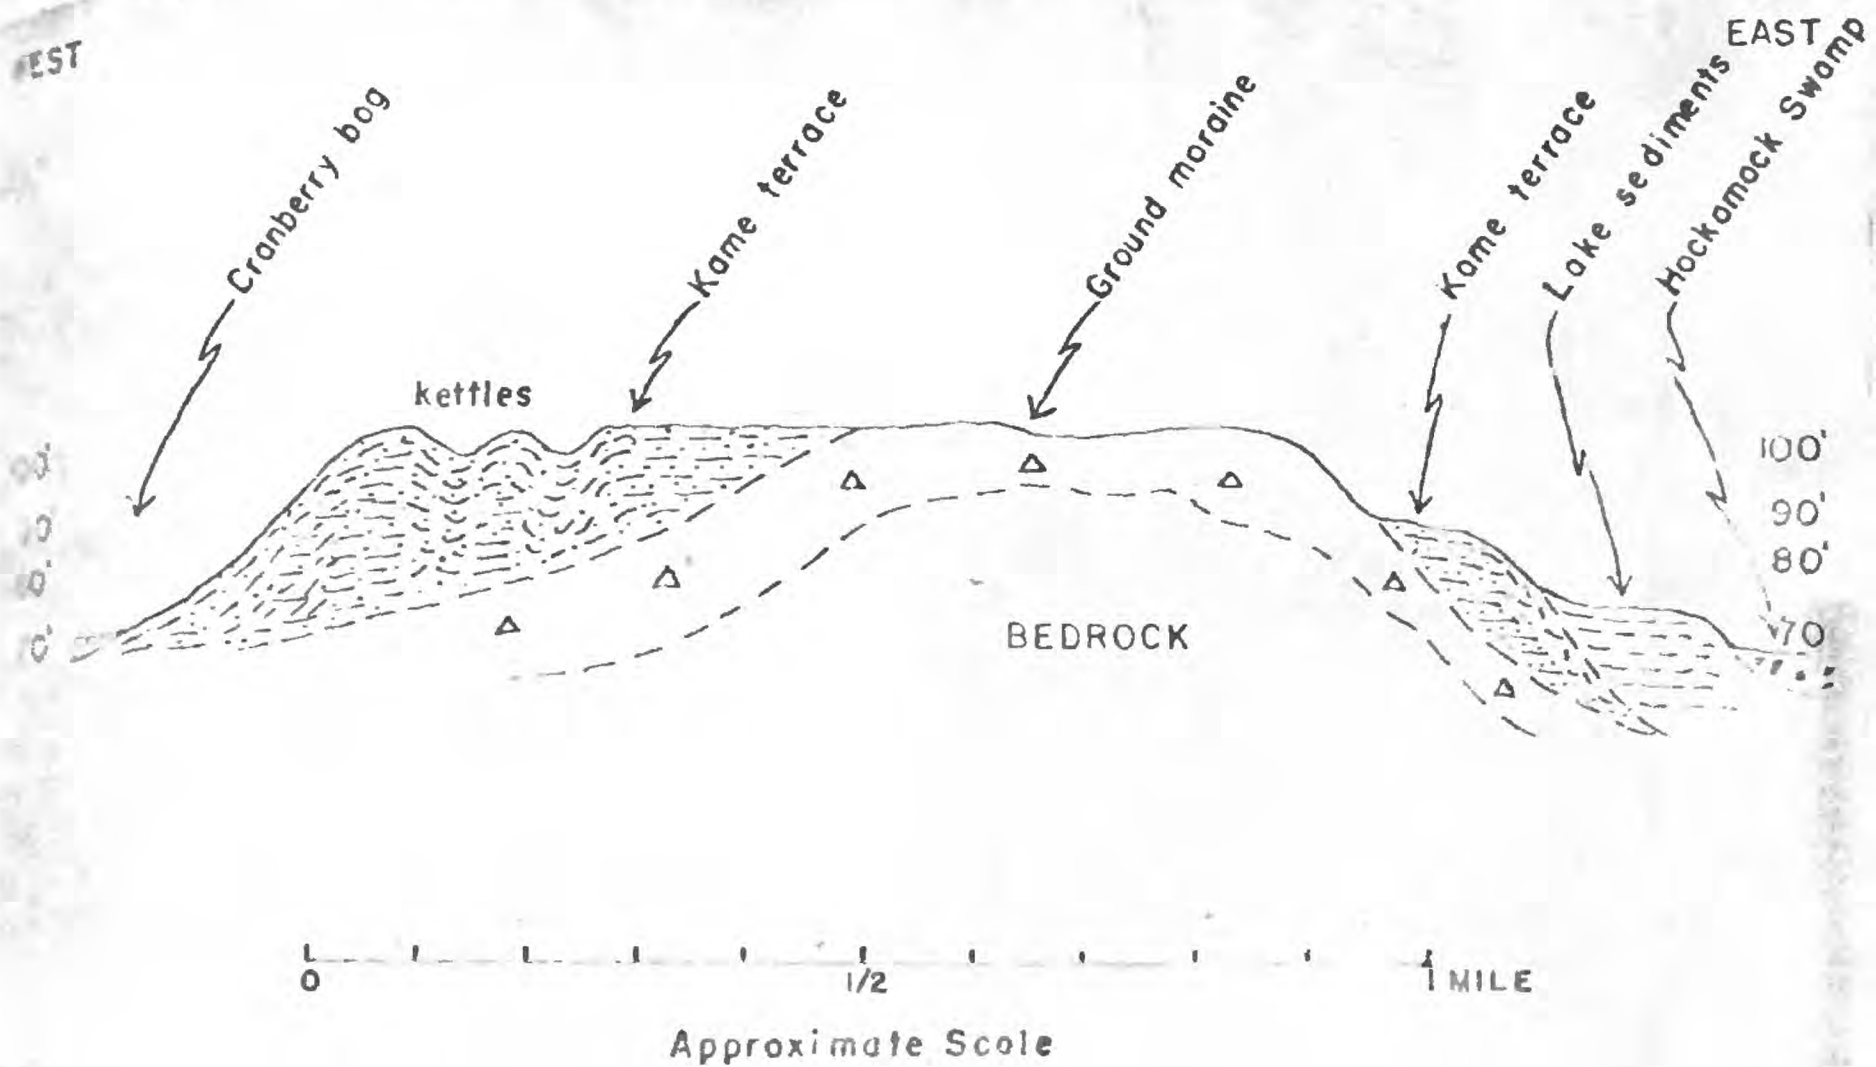 EAST
Cranberry bog
Kame terrace
Ground moraine
Kame terrace
Lake sediments
Hockomock Swamp
kettles
100'
90'
80'
70
BEDROCK
0 1/2 1 MILE
Approximate Scale